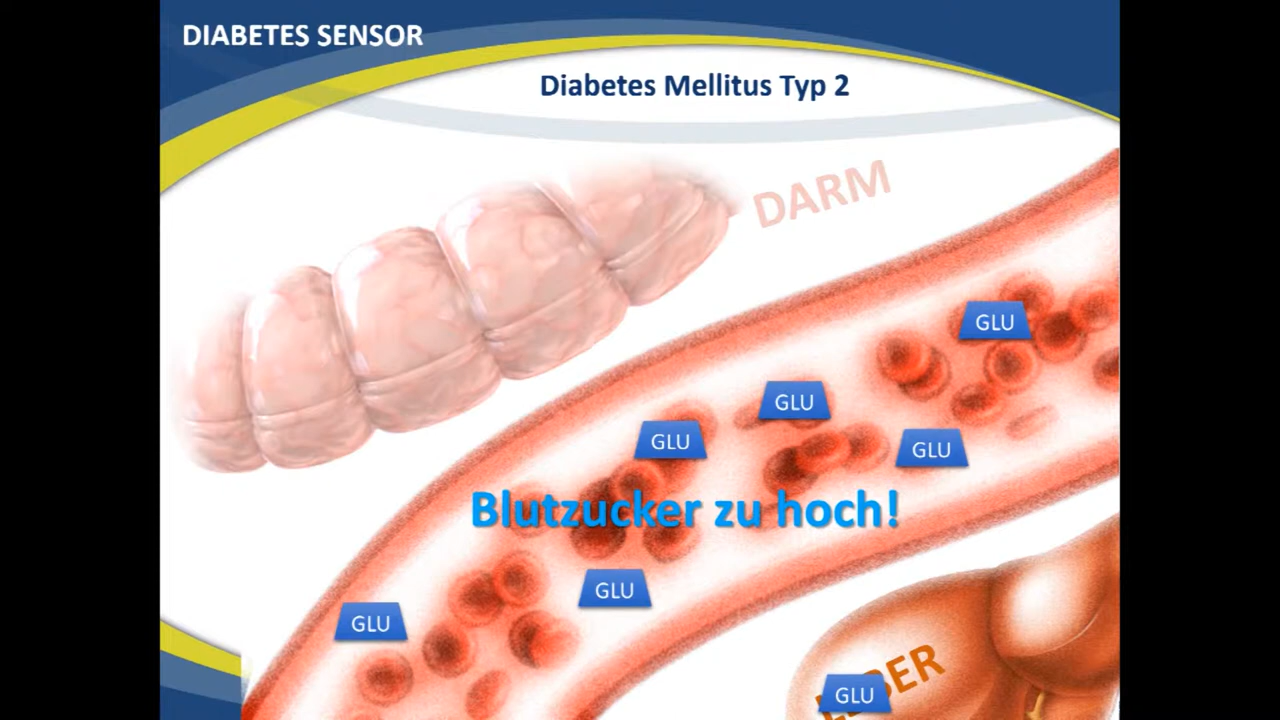 DIABETES SENSOR
Diabetes Mellitus Typ 2
DARM
GLU
GLU
GLU
GLU
Blutzucker zu hoch!
GLU
GLU
GLU